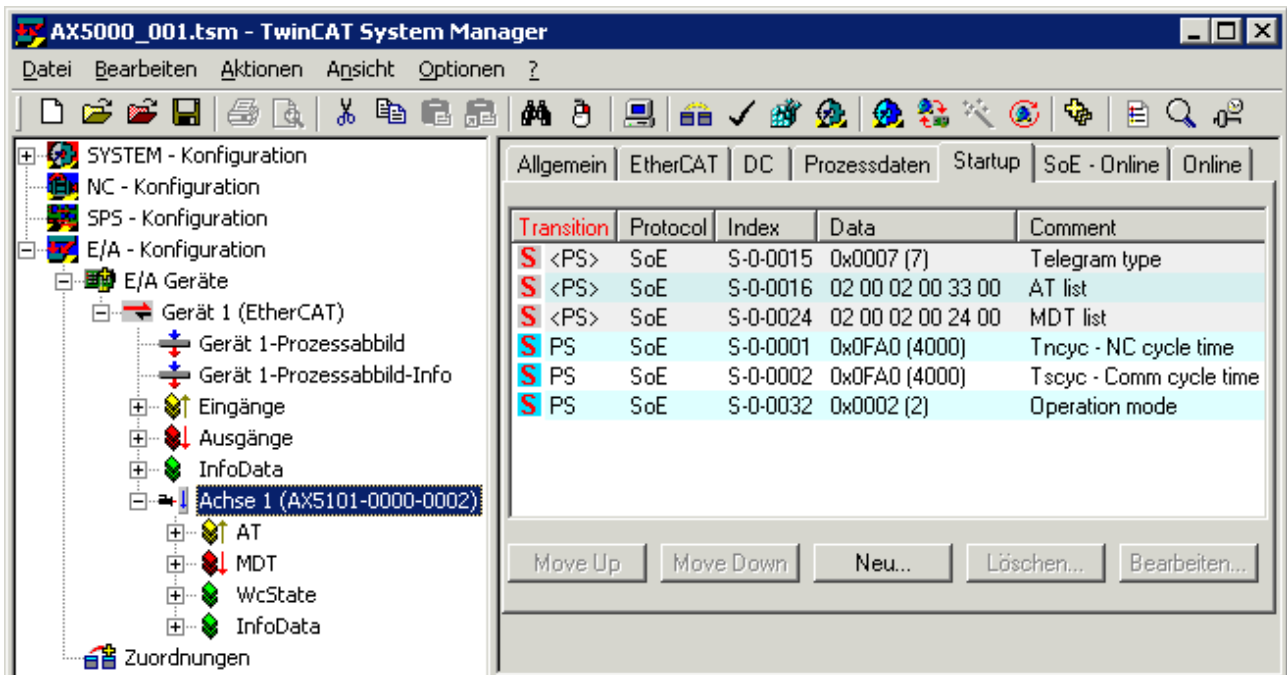 AX5000_001.tsm - TwinCAT System Manager
Datei Bearbeiten Aktionen Ansicht Optionen ?
SYSTEM - Konfiguration
NC - Konfiguration
SPS - Konfiguration
E/A - Konfiguration
E/A Geräte
Gerät 1 (EtherCAT)
Gerät 1-Prozessabbild
Gerät 1-Prozessabbild-Info
Eingänge
Ausgänge
InfoData
Achse 1 (AX5101-0000-0002)
AT
MDT
WcState
InfoData
Zuordnungen
Allgemein EtherCAT DC Prozessdaten Startup SoE - Online Online
Transition Protocol Index Data Comment
S <PS> SoE S-0-0015 0x0007 (7) Telegram type
S <PS> SoE S-0-0016 02 00 02 00 33 00 AT list
S <PS> SoE S-0-0024 02 00 02 00 24 00 MDT list
S PS SoE S-0-0001 0x0FA0 (4000) Tncyc - NC cycle time
S PS SoE S-0-0002 0x0FA0 (4000) Tscyc - Comm cycle time
S PS SoE S-0-0032 0x0002 (2) Operation mode
Move Up Move Down Neu... Löschen... Bearbeiten...